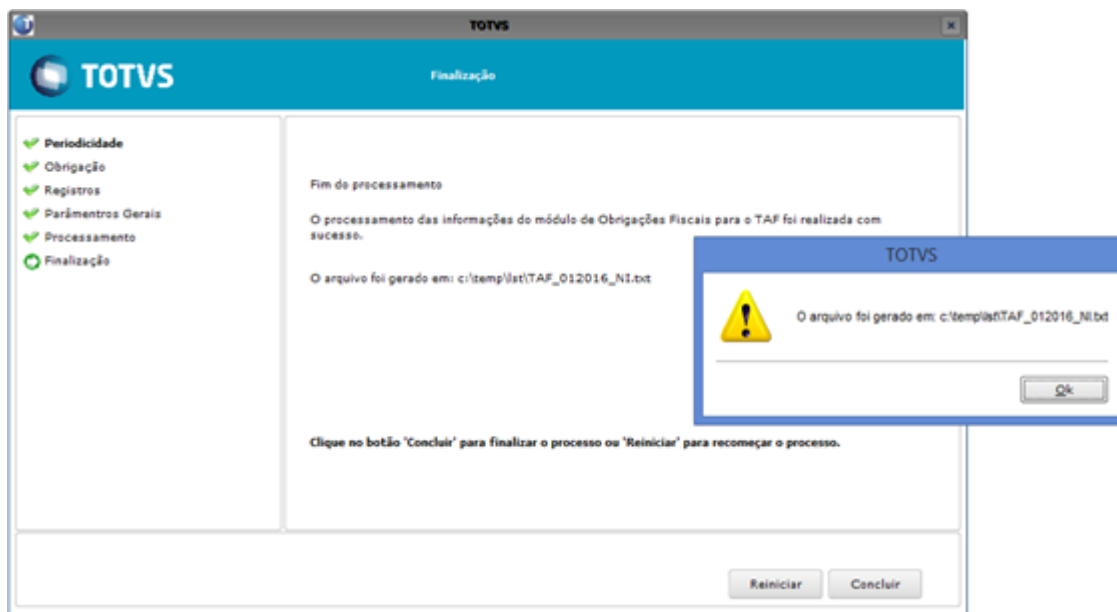 TOTVS
TOTVS
Finalização
Periodicidade
Obrigação
Registros
Parâmentros Gerais
Processamento
Finalização
Fim do processamento
O processamento das informações do módulo de Obrigações Fiscais para o TAF foi realizada com
sucesso.
O arquivo foi gerado em: c:\temp\lst\TAF_012016_NI.txt
Clique no botão 'Concluir' para finalizar o processo ou 'Reiniciar' para recomeçar o processo.
Reiniciar
Concluir
TOTVS
O arquivo foi gerado em: c:\temp\lst\TAF_012016_NI.txt
Ok